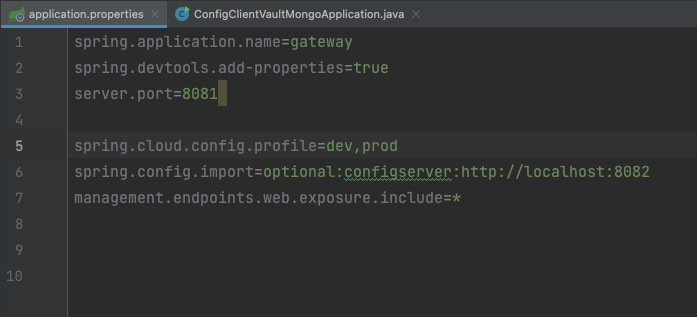 application.properties
ConfigClientVaultMongoApplication.java
1 spring.application.name=gateway
2 spring.devtools.add-properties=true
3 server.port=8081
4
5 spring.cloud.config.profile=dev,prod
6 spring.config.import=optional:configserver:http://localhost:8082
7 management.endpoints.web.exposure.include=*
8
9
10